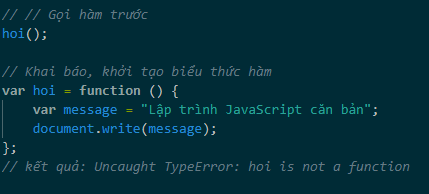 // // Gọi hàm trước
hoi();
// Khai báo, khởi tạo biểu thức hàm
var hoi = function () {
var message = "Lập trình JavaScript căn bản";
document.write(message);
};
// kết quả: Uncaught TypeError: hoi is not a function